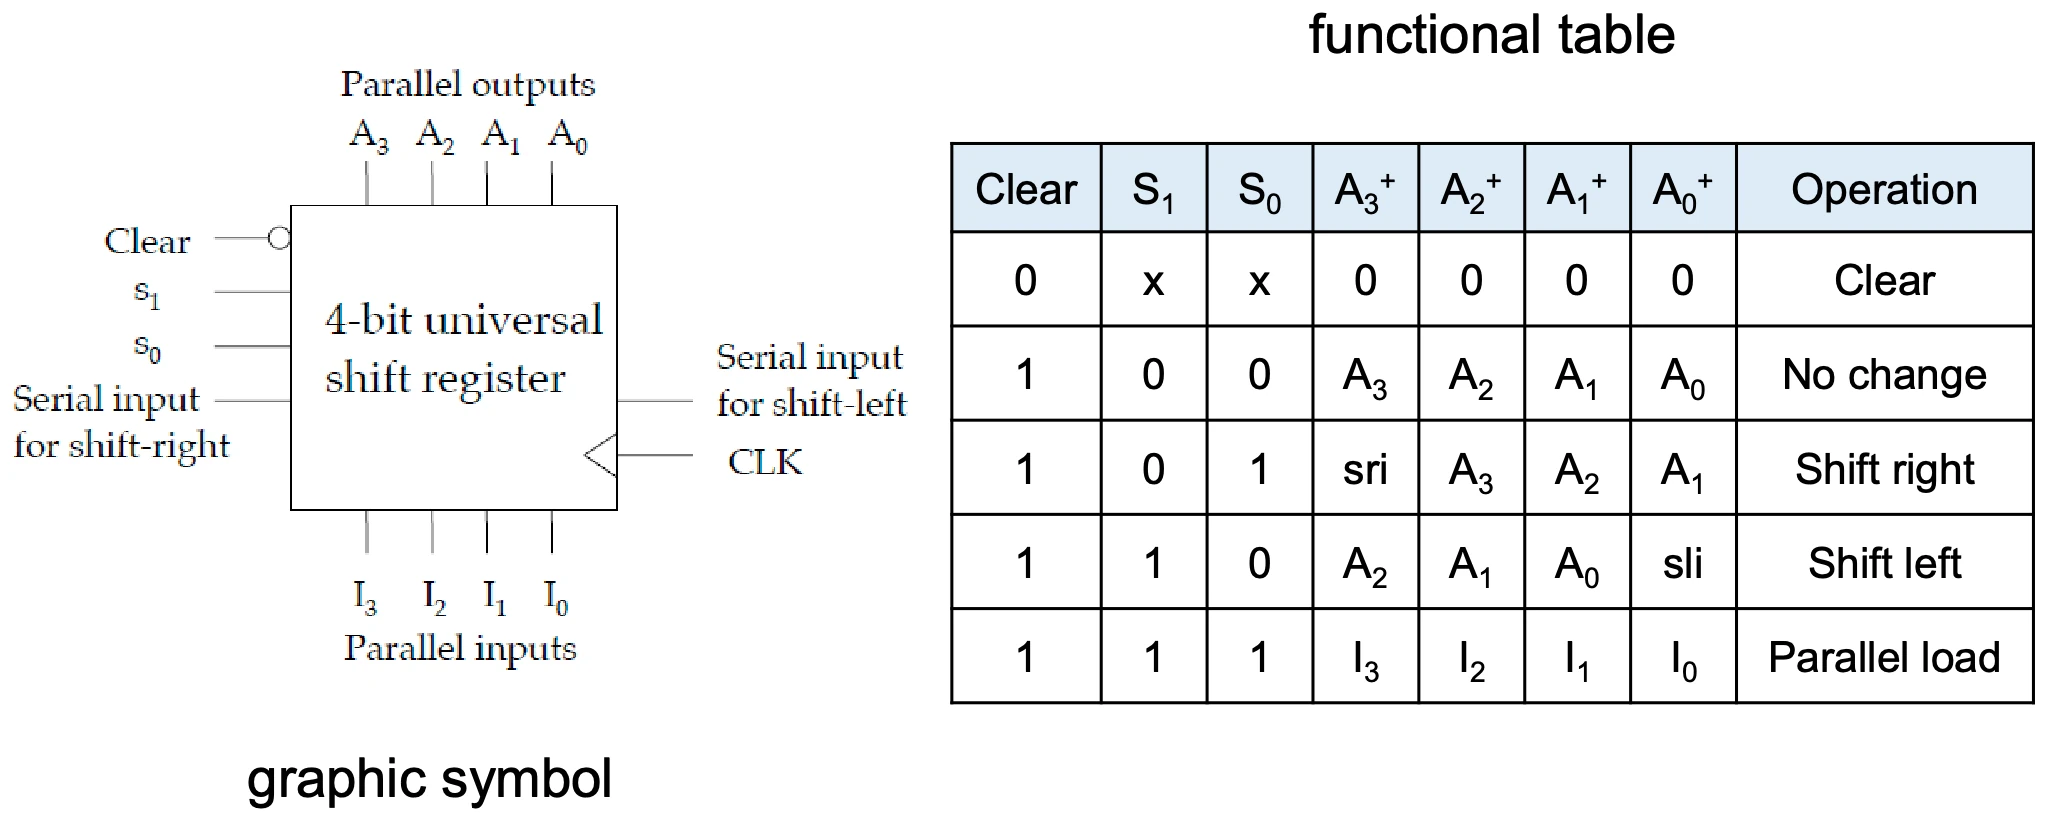 functional table
Parallel outputs
A₃ A₂ A₁ A₀
Clear
s₁
s₀
Serial input
for shift-right
4-bit universal
shift register
Serial input
for shift-left
CLK
I₃ I₂ I₁ I₀
Parallel inputs
graphic symbol
Clear S₁ S₀ A₃⁺ A₂⁺ A₁⁺ A₀⁺ Operation
0 x x 0 0 0 0 Clear
1 0 0 A₃ A₂ A₁ A₀ No change
1 0 1 sri A₃ A₂ A₁ Shift right
1 1 0 A₂ A₁ A₀ sli Shift left
1 1 1 I₃ I₂ I₁ I₀ Parallel load